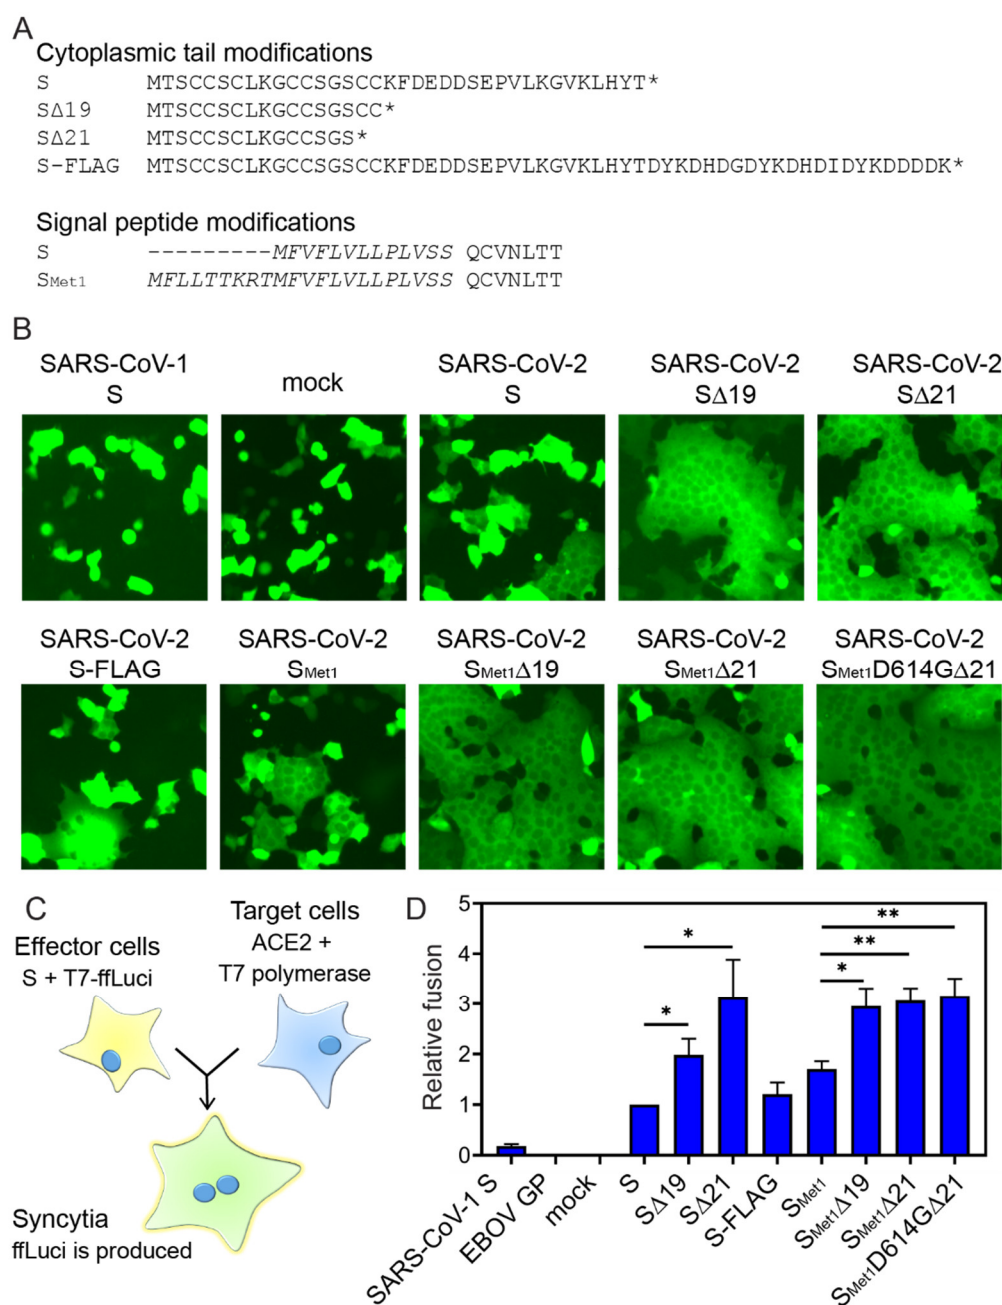 A
Cytoplasmic tail modifications
S MTSCCSCLKGCCSGSCCKFDEDDSEPVLKGVKLHYT*
SΔ19 MTSCCSCLKGCCSGSCC*
SΔ21 MTSCCSCLKGCCSGS*
S-FLAG MTSCCSCLKGCCSGSCCKFDEDDSEPVLKGVKLHYTDYKDHDGDYKDHDIDYKDDDDK*
Signal peptide modifications
S ---------MFVFLVLLPLVSS QCVNLTT
SMet1 MFLLTTKRTMFVFLVLLPLVSS QCVNLTT
B
SARS-CoV-1
S
mock
SARS-CoV-2
S
SARS-CoV-2
SΔ19
SARS-CoV-2
SΔ21
SARS-CoV-2
S-FLAG
SARS-CoV-2
SMet1
SARS-CoV-2
SMet1Δ19
SARS-CoV-2
SMet1Δ21
SARS-CoV-2
SMet1D614GΔ21
C
Effector cells
S + T7-ffLuci
Target cells
ACE2 +
T7 polymerase
Syncytia
ffLuci is produced
D
Relative fusion
5
4
3
2
1
0
*
*
*
**
**
SARS-CoV-1 S
EBOV GP
mock
S
SΔ19
SΔ21
S-FLAG
SMet1
SMet1Δ19
SMet1Δ21
SMet1D614GΔ21